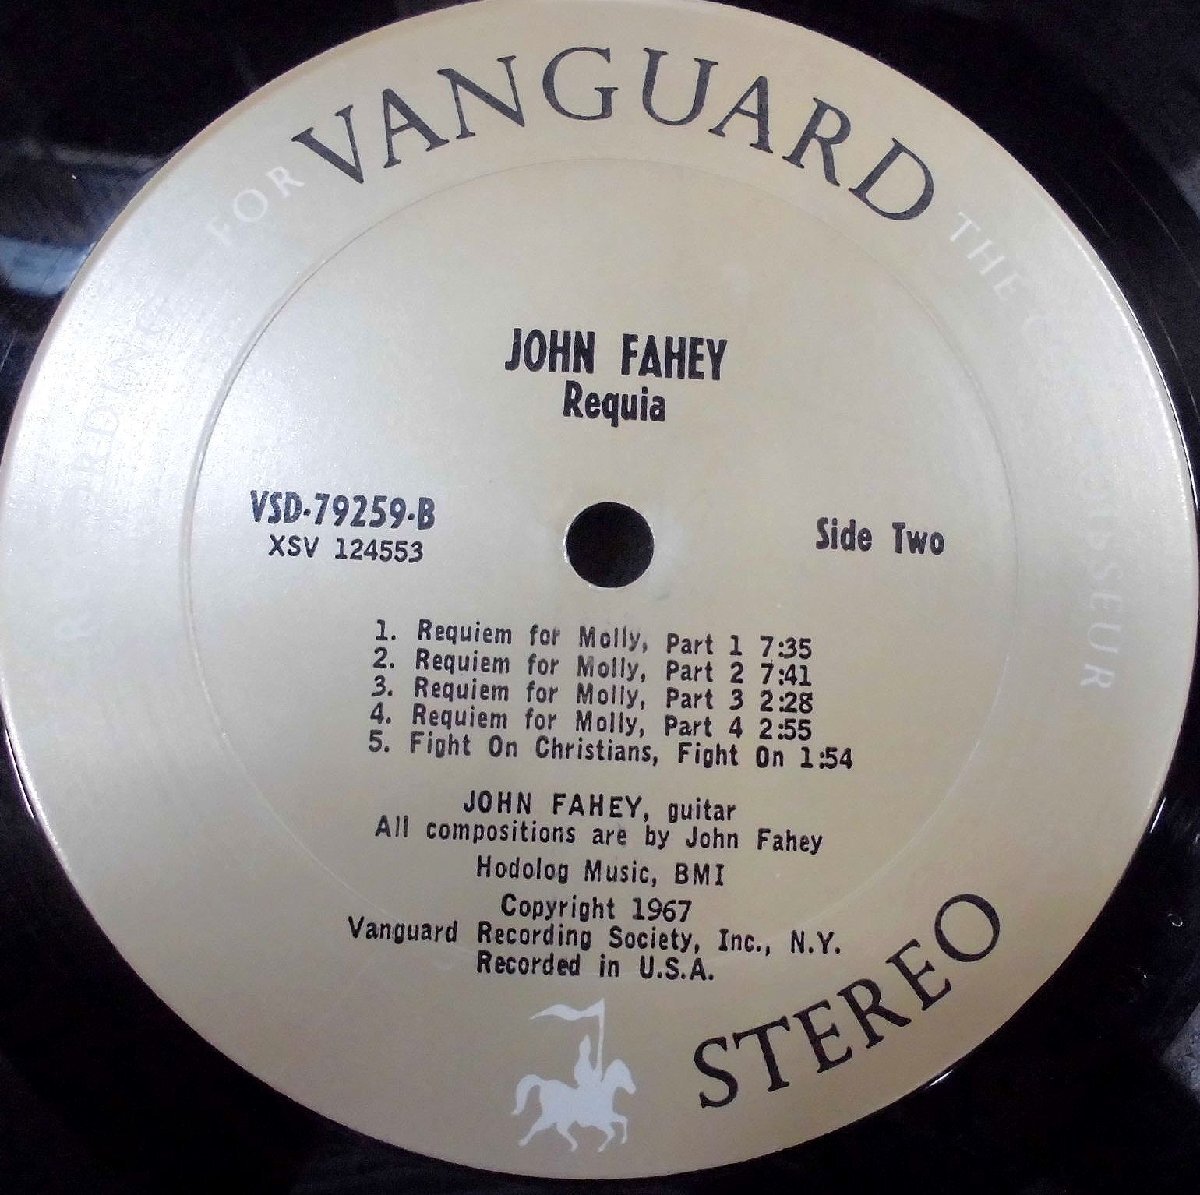 VANGUARD
RECORDINGS FOR THE CONNOISSEUR
JOHN FAHEY
Requia
VSD-79259-B
XSV 124553
Side Two
1. Requiem for Molly, Part 1 7:35
2. Requiem for Molly, Part 2 7:41
3. Requiem for Molly, Part 3 2:28
4. Requiem for Molly, Part 4 2:55
5. Fight On Christians, Fight On 1:54
JOHN FAHEY, guitar
All compositions are by John Fahey
Hodolog Music, BMI
Copyright 1967
Vanguard Recording Society, Inc., N.Y.
Recorded in U.S.A.
STEREO